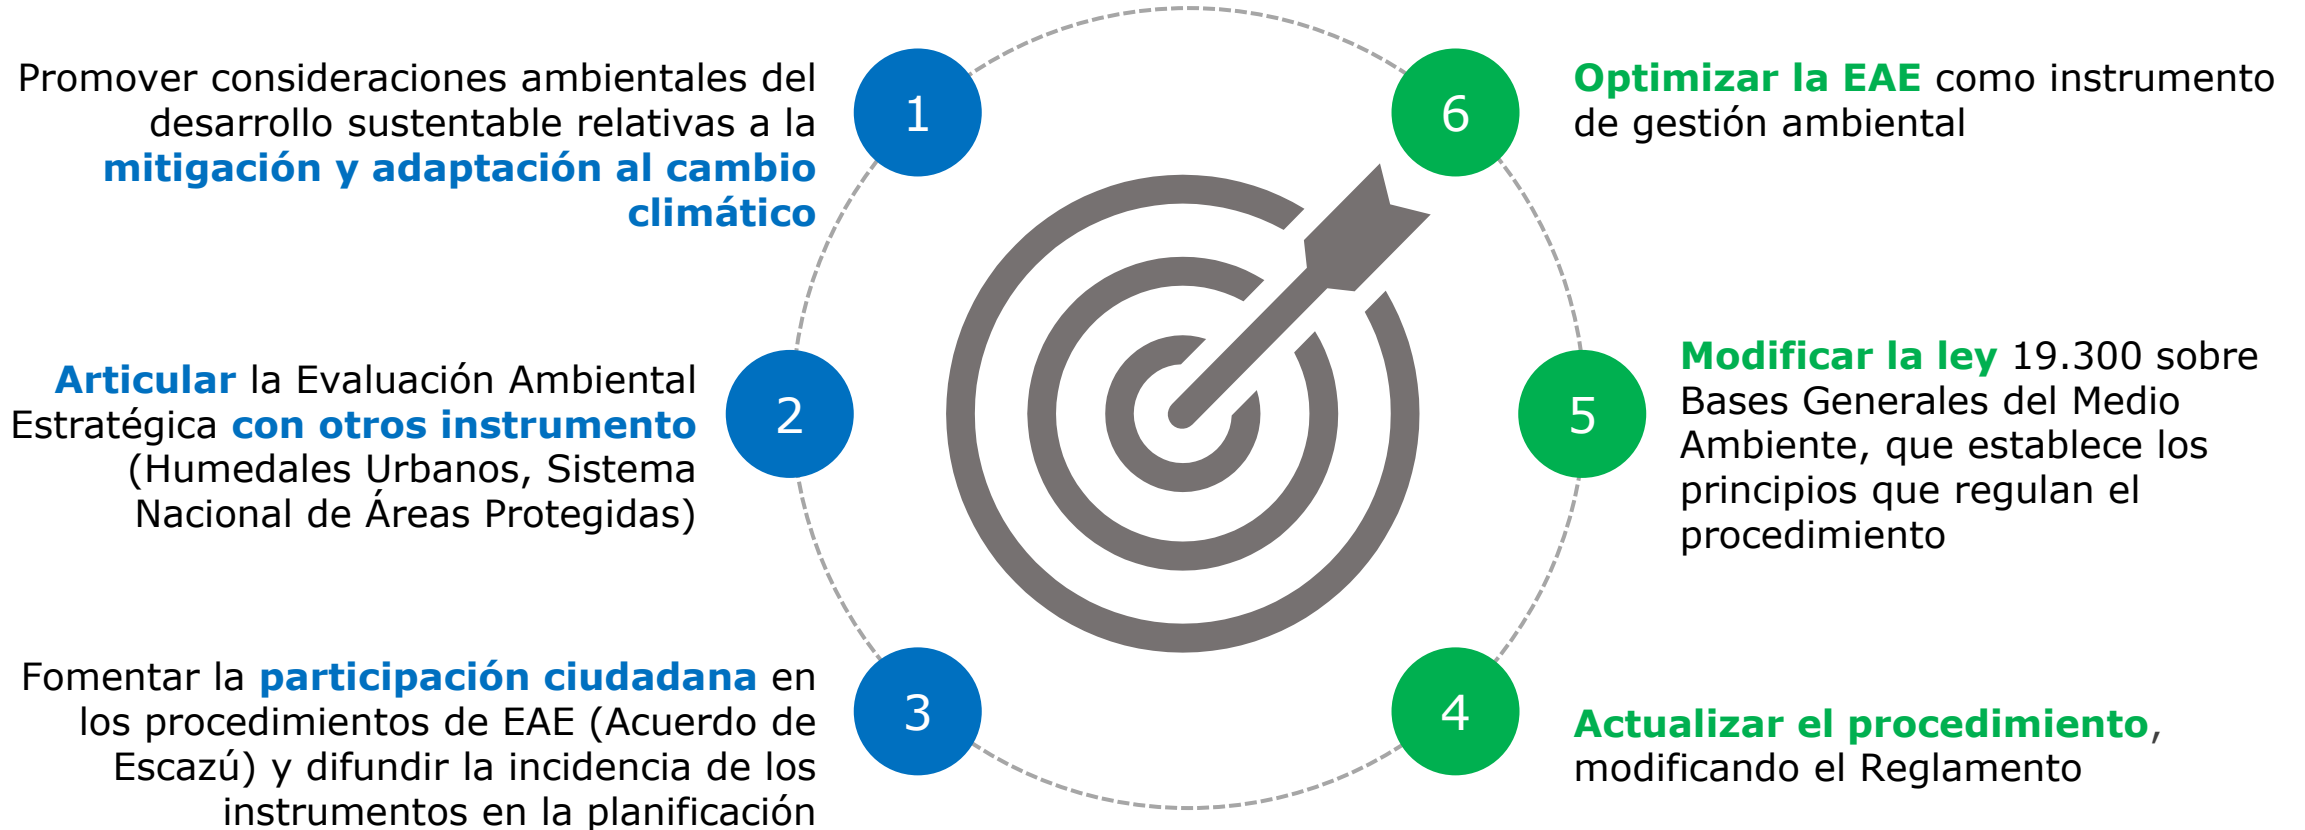 Promover consideraciones ambientales del
desarrollo sustentable relativas a la
mitigación y adaptación al cambio
climático
1
Articular la Evaluación Ambiental
Estratégica con otros instrumento
(Humedales Urbanos, Sistema
Nacional de Áreas Protegidas)
2
Fomentar la participación ciudadana en
los procedimientos de EAE (Acuerdo de
Escazú) y difundir la incidencia de los
instrumentos en la planificación
3
6
Optimizar la EAE como instrumento
de gestión ambiental
5
Modificar la ley 19.300 sobre
Bases Generales del Medio
Ambiente, que establece los
principios que regulan el
procedimiento
4
Actualizar el procedimiento,
modificando el Reglamento